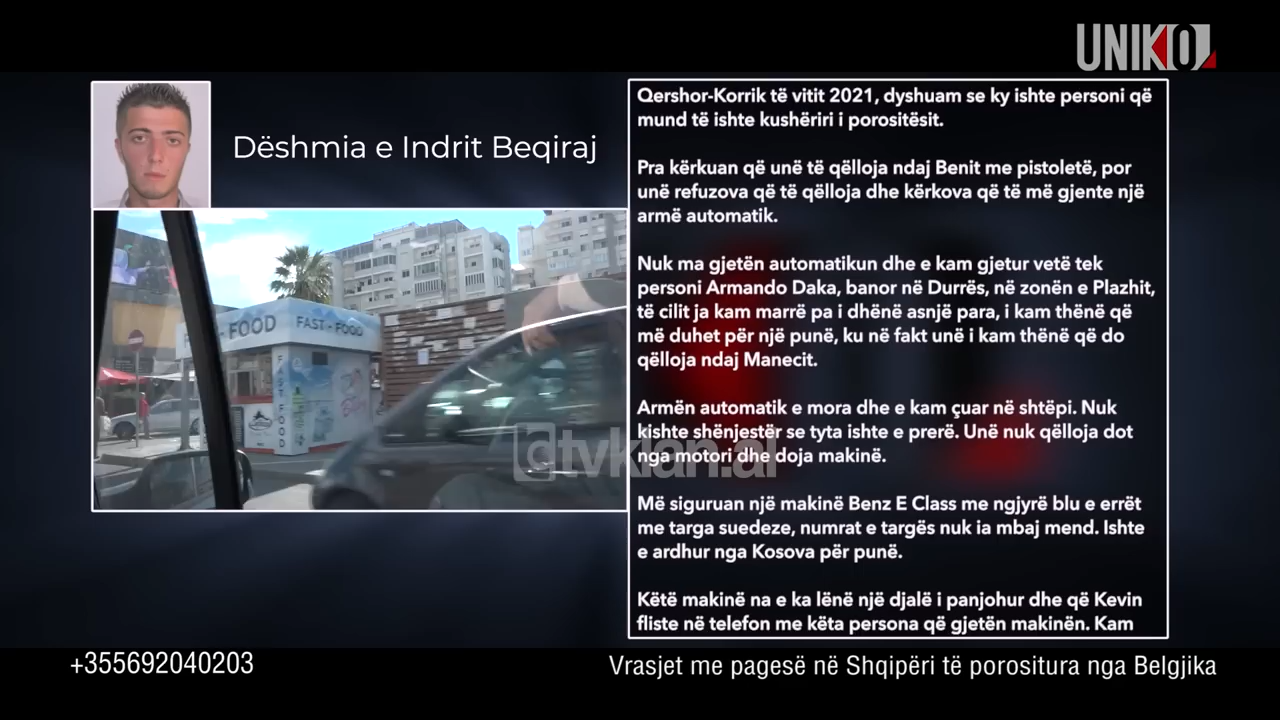 UNIKO
Dëshmia e Indrit Beqiraj
Qershor-Korrik të vitit 2021, dyshuam se ky ishte personi që
mund të ishte kushëriri i porositësit.
Pra kërkuan që unë të qëlloja ndaj Benit me pistoletë, por
unë refuzova që të qëlloja dhe kërkova që të më gjente një
armë automatik.
Nuk ma gjetën automatikun dhe e kam gjetur vetë tek
personi Armando Daka, banor në Durrës, në zonën e Plazhit,
të cilit ja kam marrë pa i dhënë asnjë para, i kam thënë që
më duhet për një punë, ku në fakt unë i kam thënë që do
qëlloja ndaj Manecit.
Armën automatik e mora dhe e kam çuar në shtëpi. Nuk
kishte shënjestër se tyta ishte e prerë. Unë nuk qëlloja dot
nga motori dhe doja makinë.
Më siguruan një makinë Benz E Class me ngjyrë blu e errët
me targa suedeze, numrat e targës nuk ia mbaj mend. Ishte
e ardhur nga Kosova për punë.
Këtë makinë na e ka lënë një djalë i panjohur dhe që Kevin
fliste në telefon me këta persona që gjetën makinën. Kam
FOOD
FAST - FOOD
FAST FOOD
tvklan.al
+355692040203
Vrasjet me pagesë në Shqipëri të porositura nga Belgjika